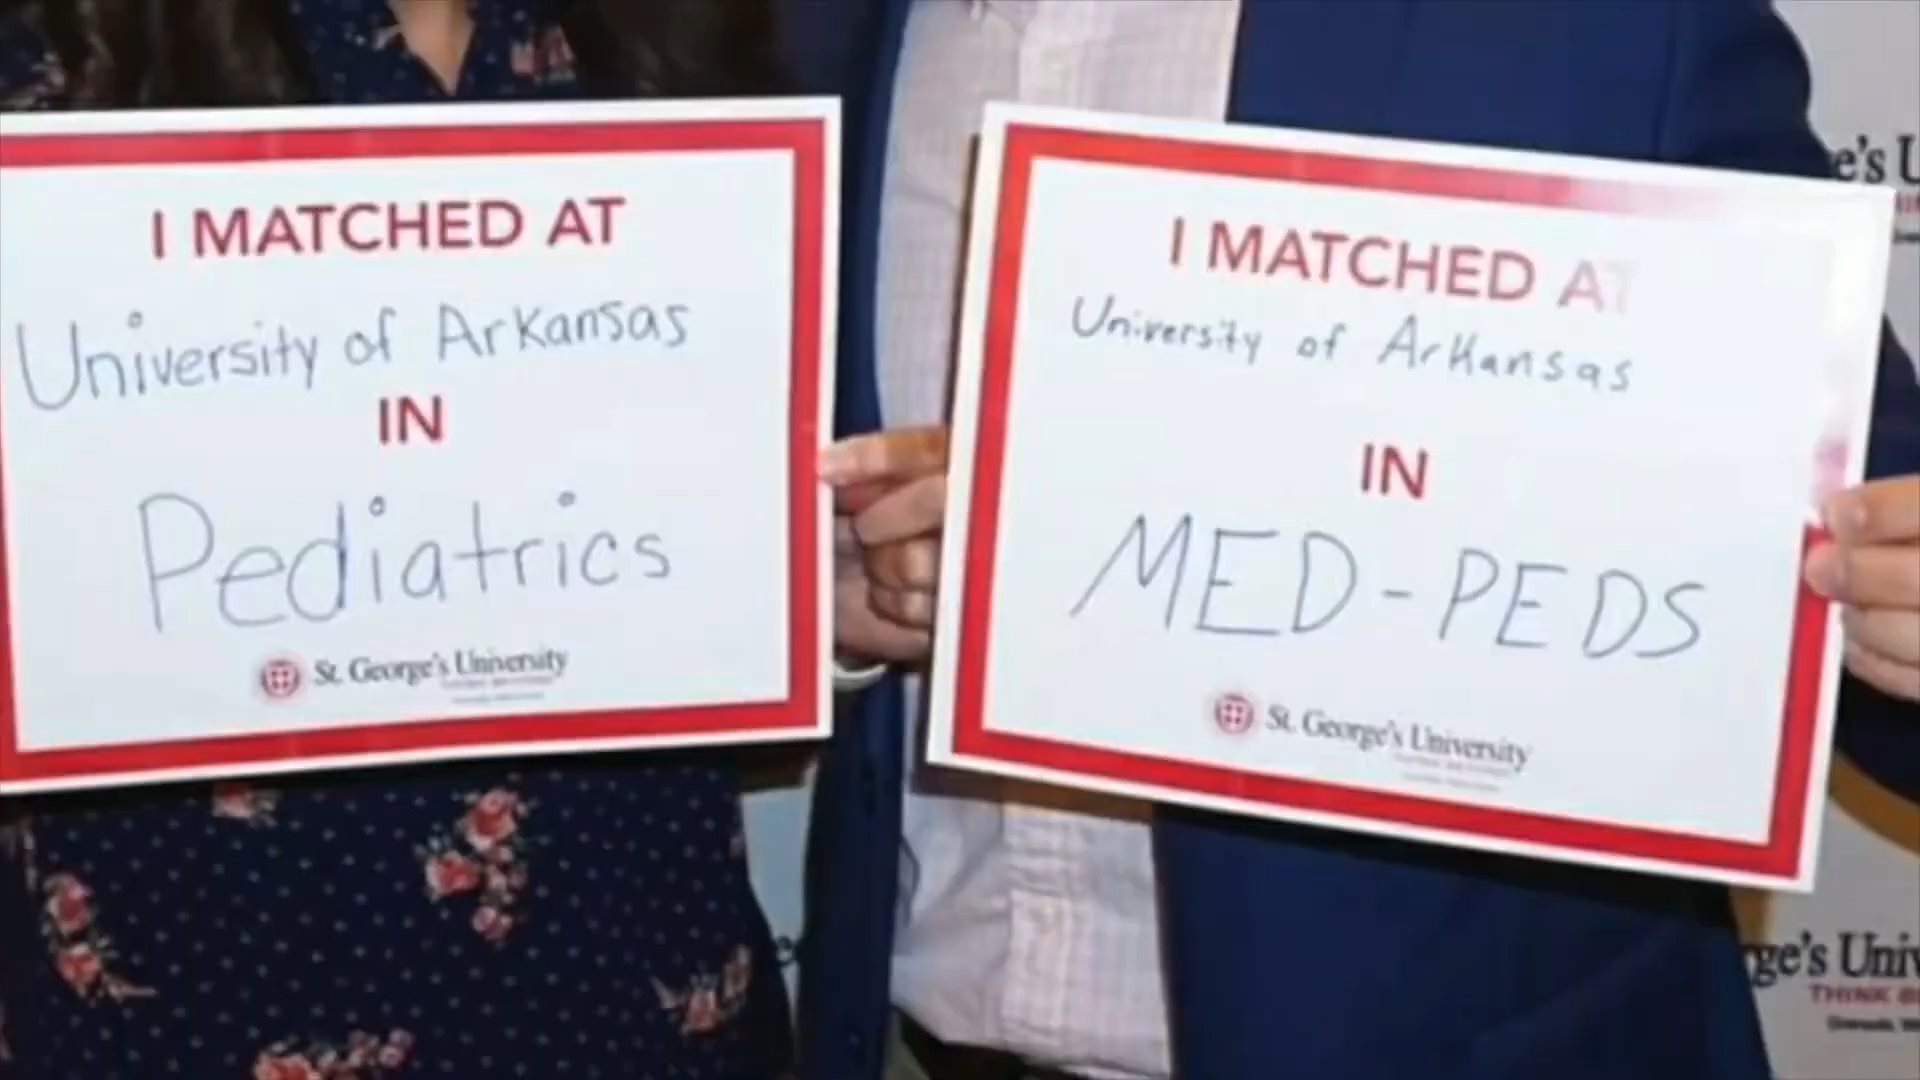 I MATCHED AT
University of Arkansas
IN
Pediatrics
St. George's University
I MATCHED AT
University of Arkansas
IN
MED-PEDS
St. George's University
e's U
ge's Univ
THINK